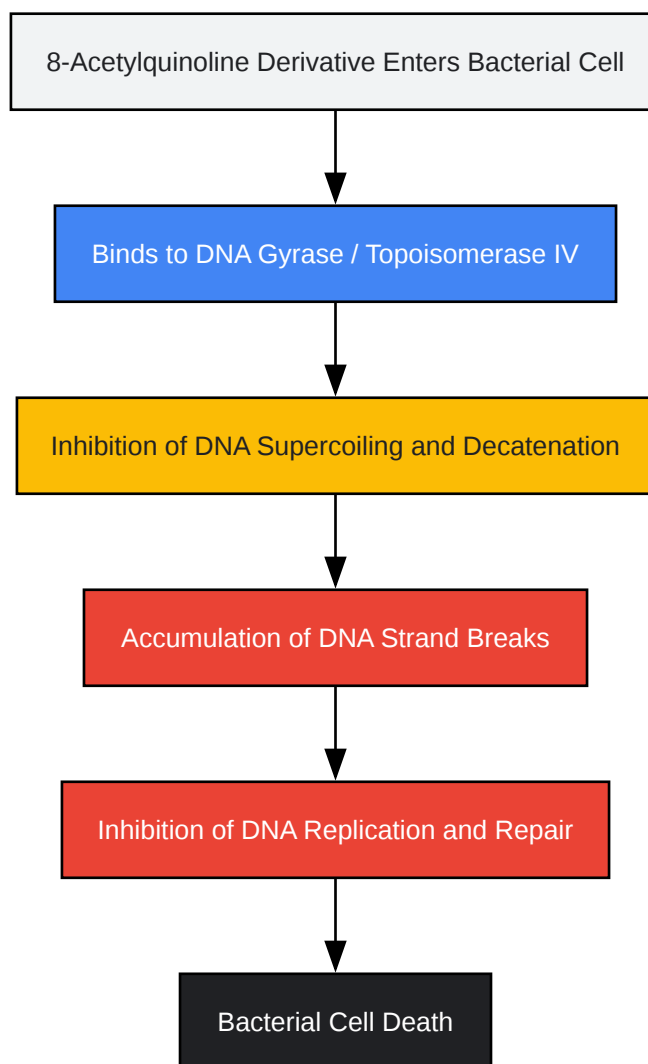 8-Acetylquinoline Derivative Enters Bacterial Cell
Binds to DNA Gyrase / Topoisomerase IV
Inhibition of DNA Supercoiling and Decatenation
Accumulation of DNA Strand Breaks
Inhibition of DNA Replication and Repair
Bacterial Cell Death